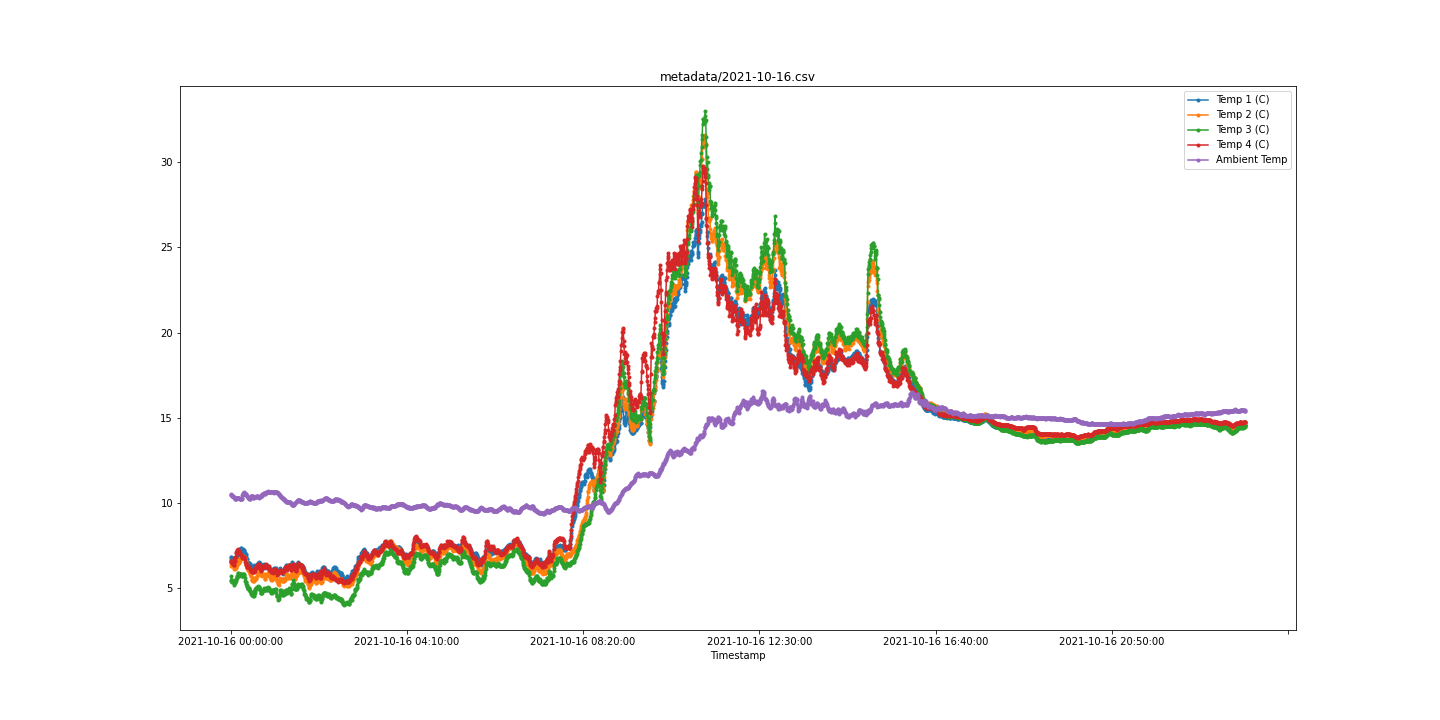 metadata/2021-10-16.csv
Temp 1 (C)
Temp 2 (C)
Temp 3 (C)
Temp 4 (C)
Ambient Temp
30
25
20
15
10
5
2021-10-16 00:00:00
2021-10-16 04:10:00
2021-10-16 08:20:00
2021-10-16 12:30:00
2021-10-16 16:40:00
2021-10-16 20:50:00
Timestamp